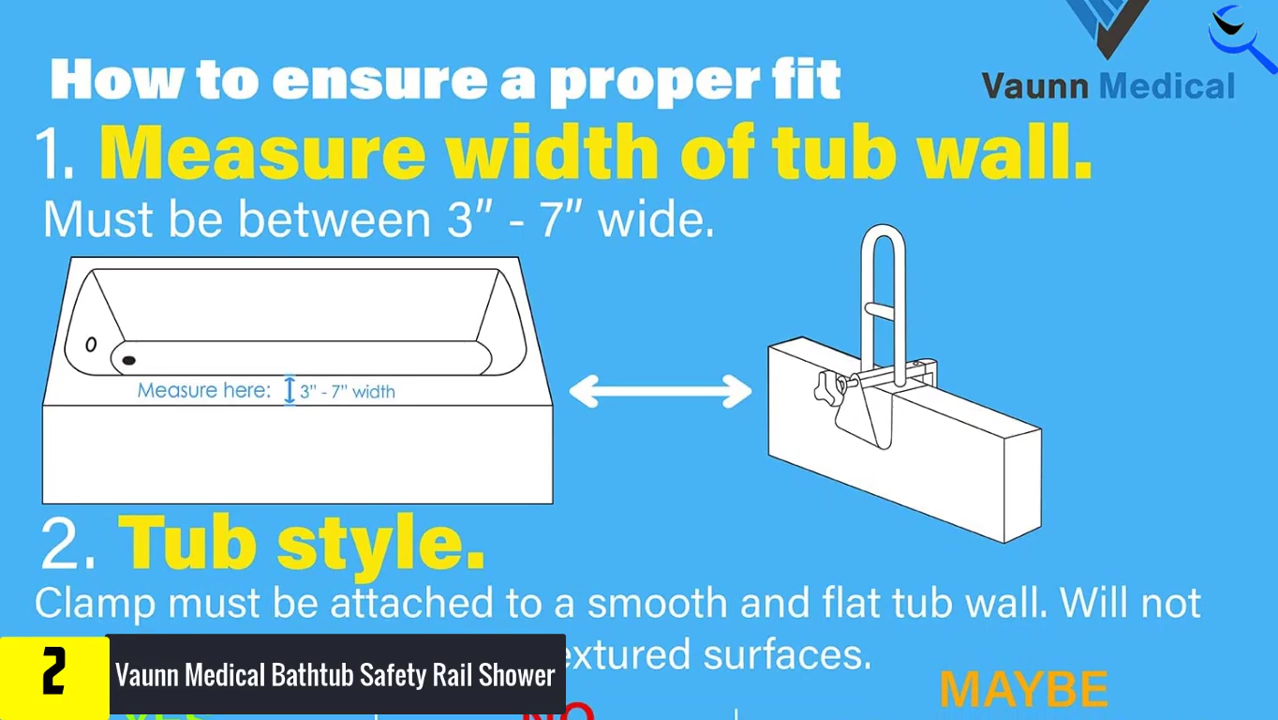 Vaunn Medical
How to ensure a proper fit
1. Measure width of tub wall.
Must be between 3” - 7” wide.
Measure here: 3" - 7" width
2. Tub style.
Clamp must be attached to a smooth and flat tub wall. Will not
extured surfaces.
2 Vaunn Medical Bathtub Safety Rail Shower
YES NO MAYBE